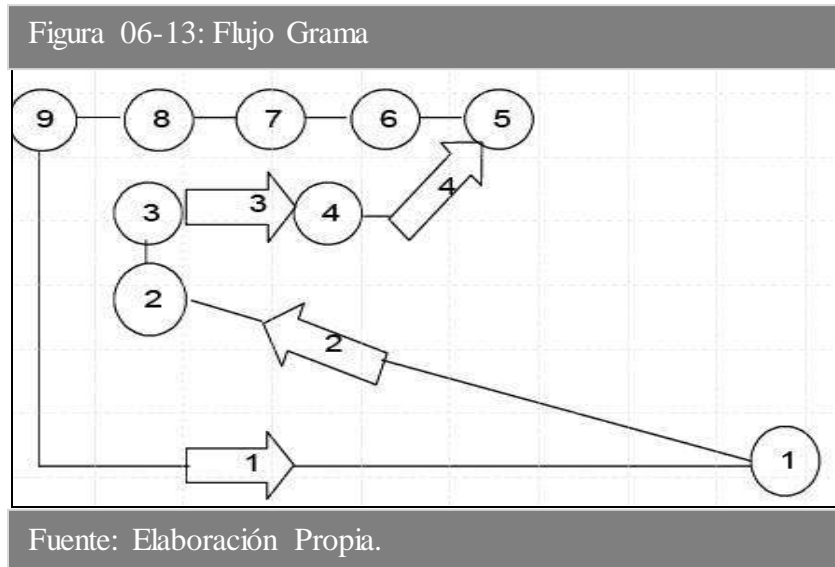 Figura 06-13: Flujo Grama
9 8 7 6 5
4
3 3 4
2
2
1 1
Fuente: Elaboración Propia.